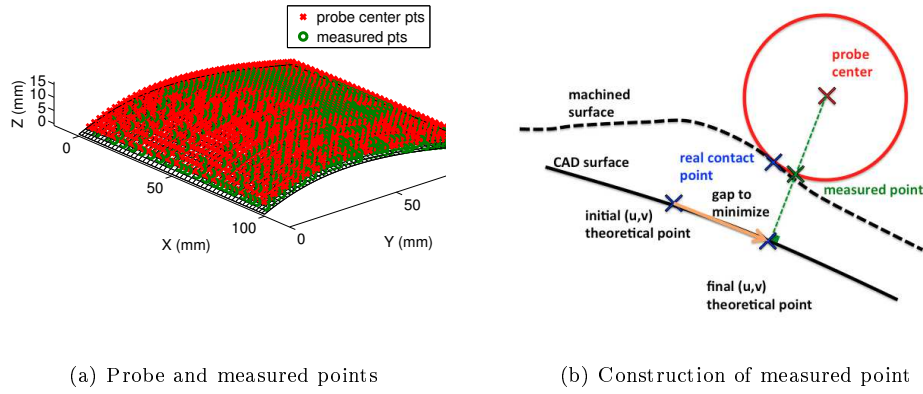 probe center pts
measured pts
Z (mm)
15
10
5
0
0
50
100
X (mm)
0
50
Y (mm)
probe
center
machined
surface
CAD surface
real contact
point
measured point
gap to
minimize
initial (u,v)
theoretical point
final (u,v)
theoretical point
(a) Probe and measured points
(b) Construction of measured point